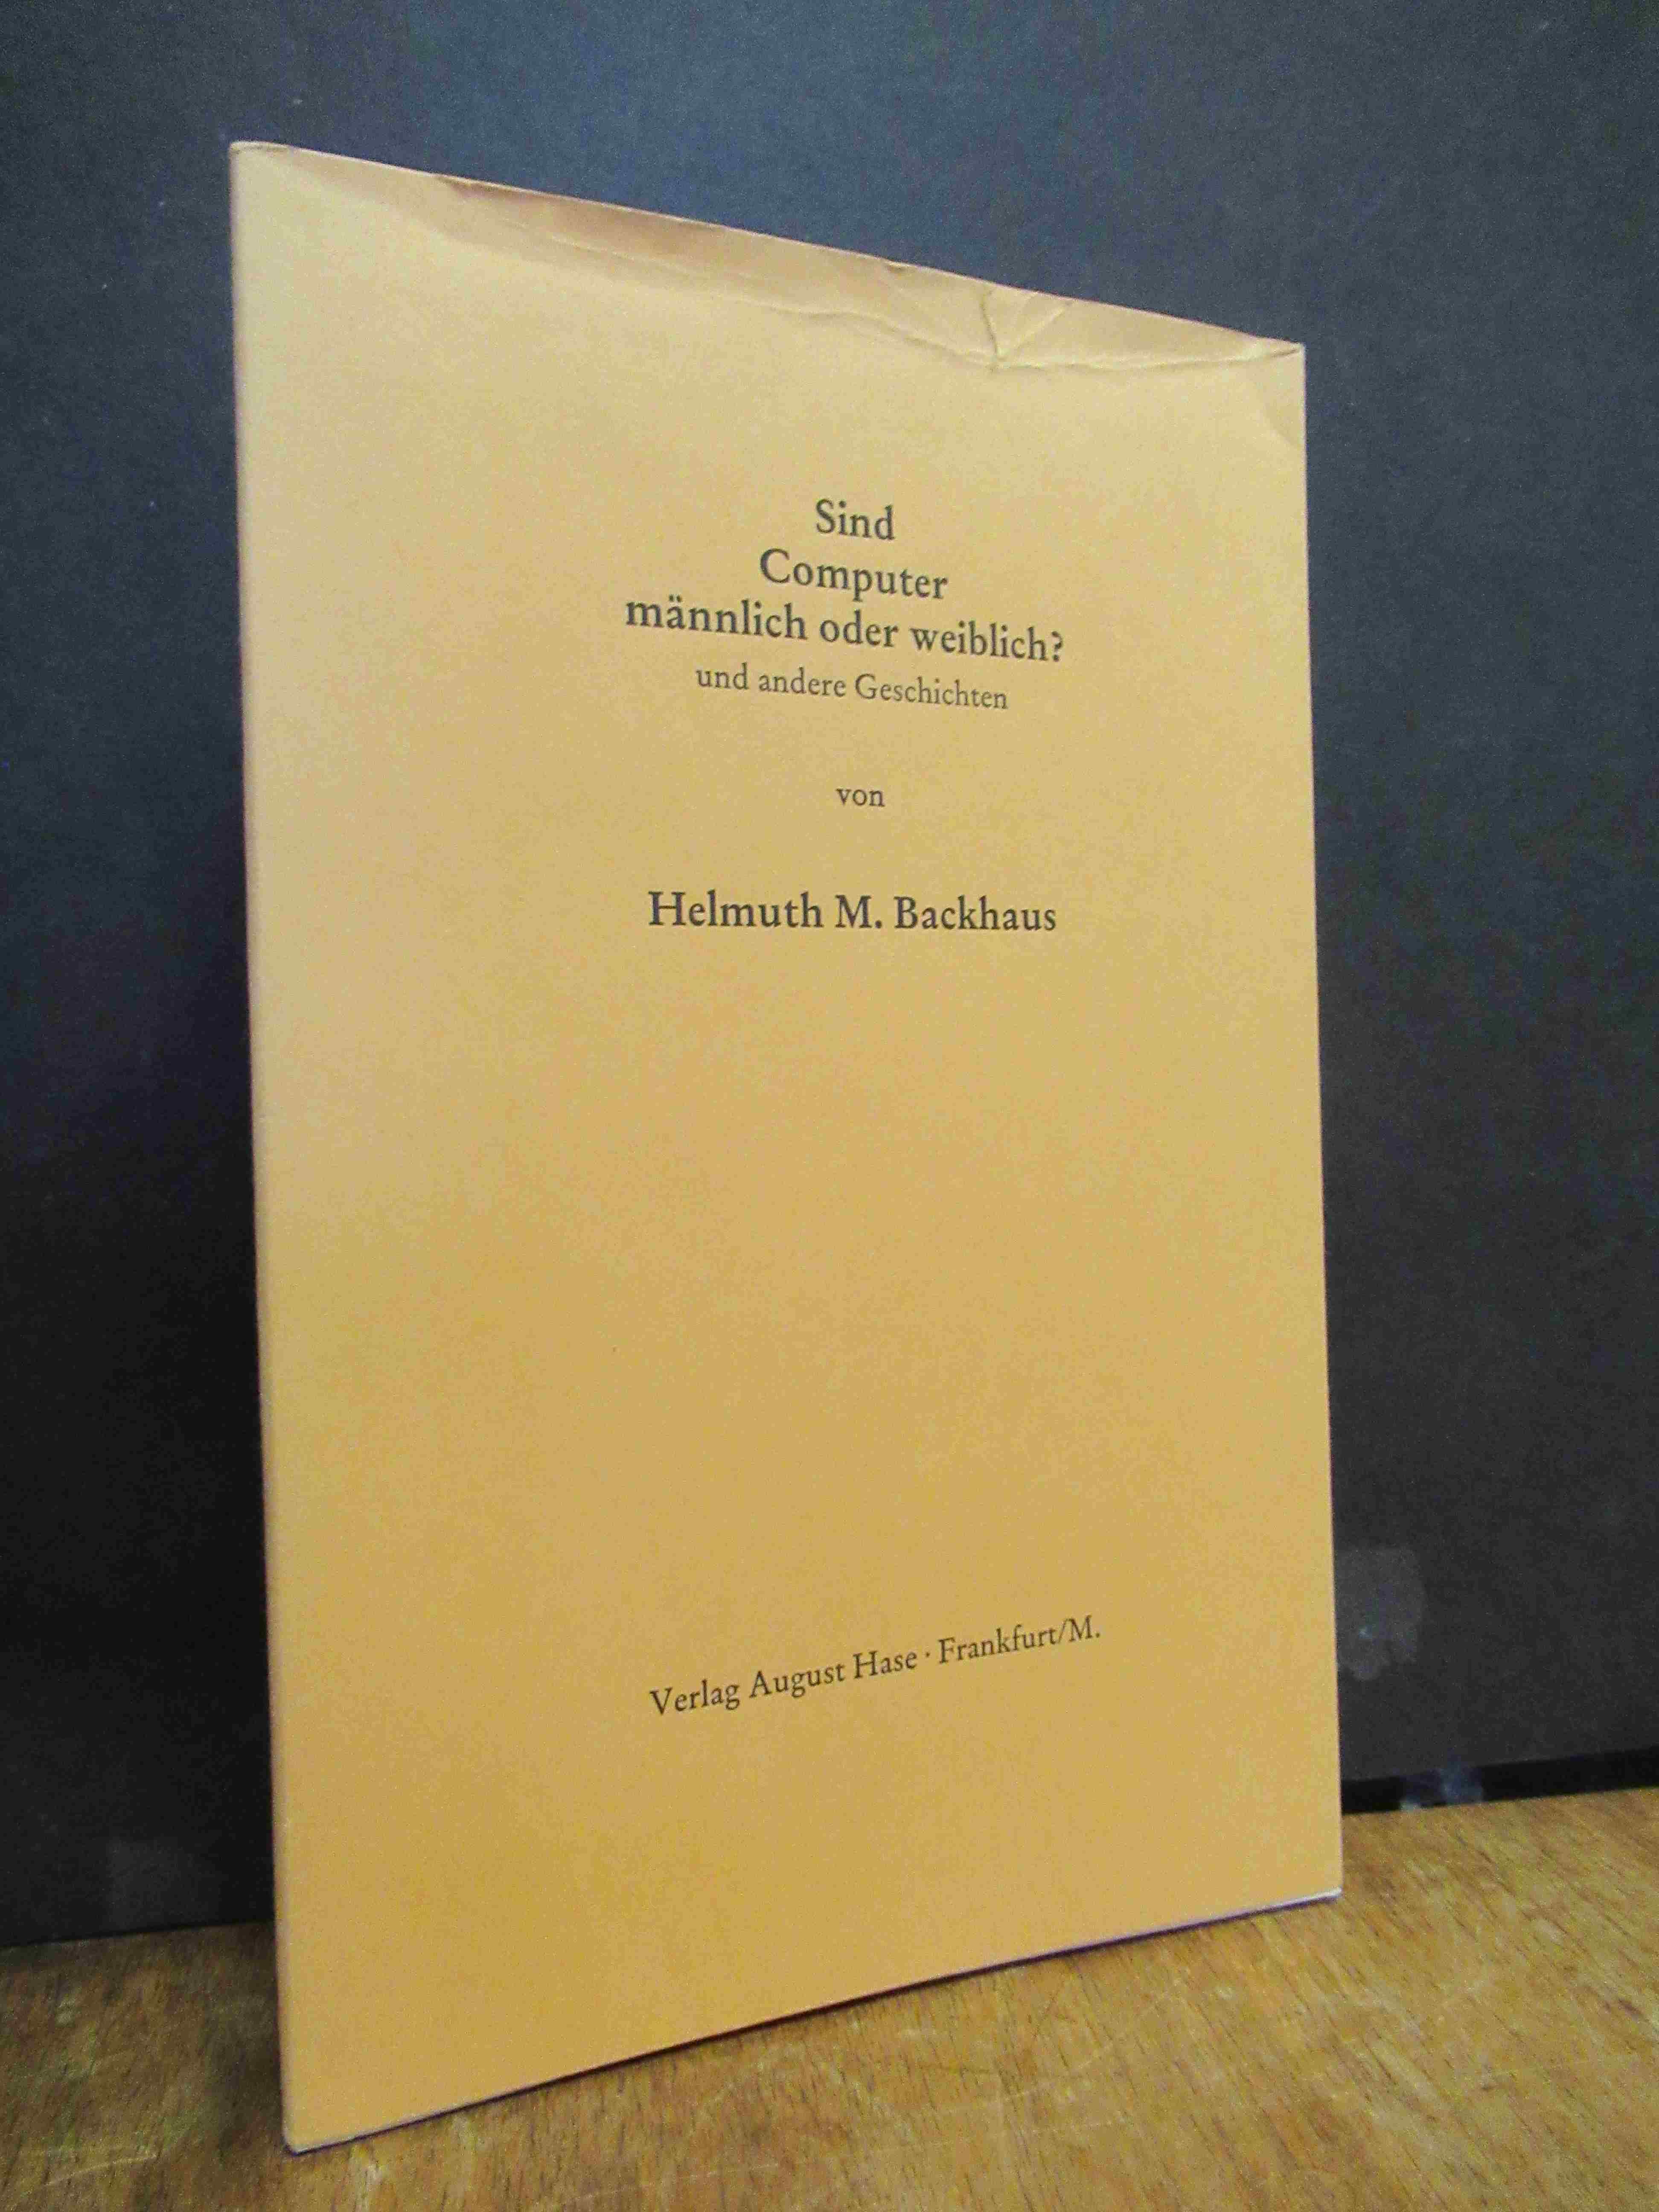 Sind
Computer
männlich oder weiblich?
und andere Geschichten
von
Helmuth M. Backhaus
Verlag August Hase · Frankfurt/M.